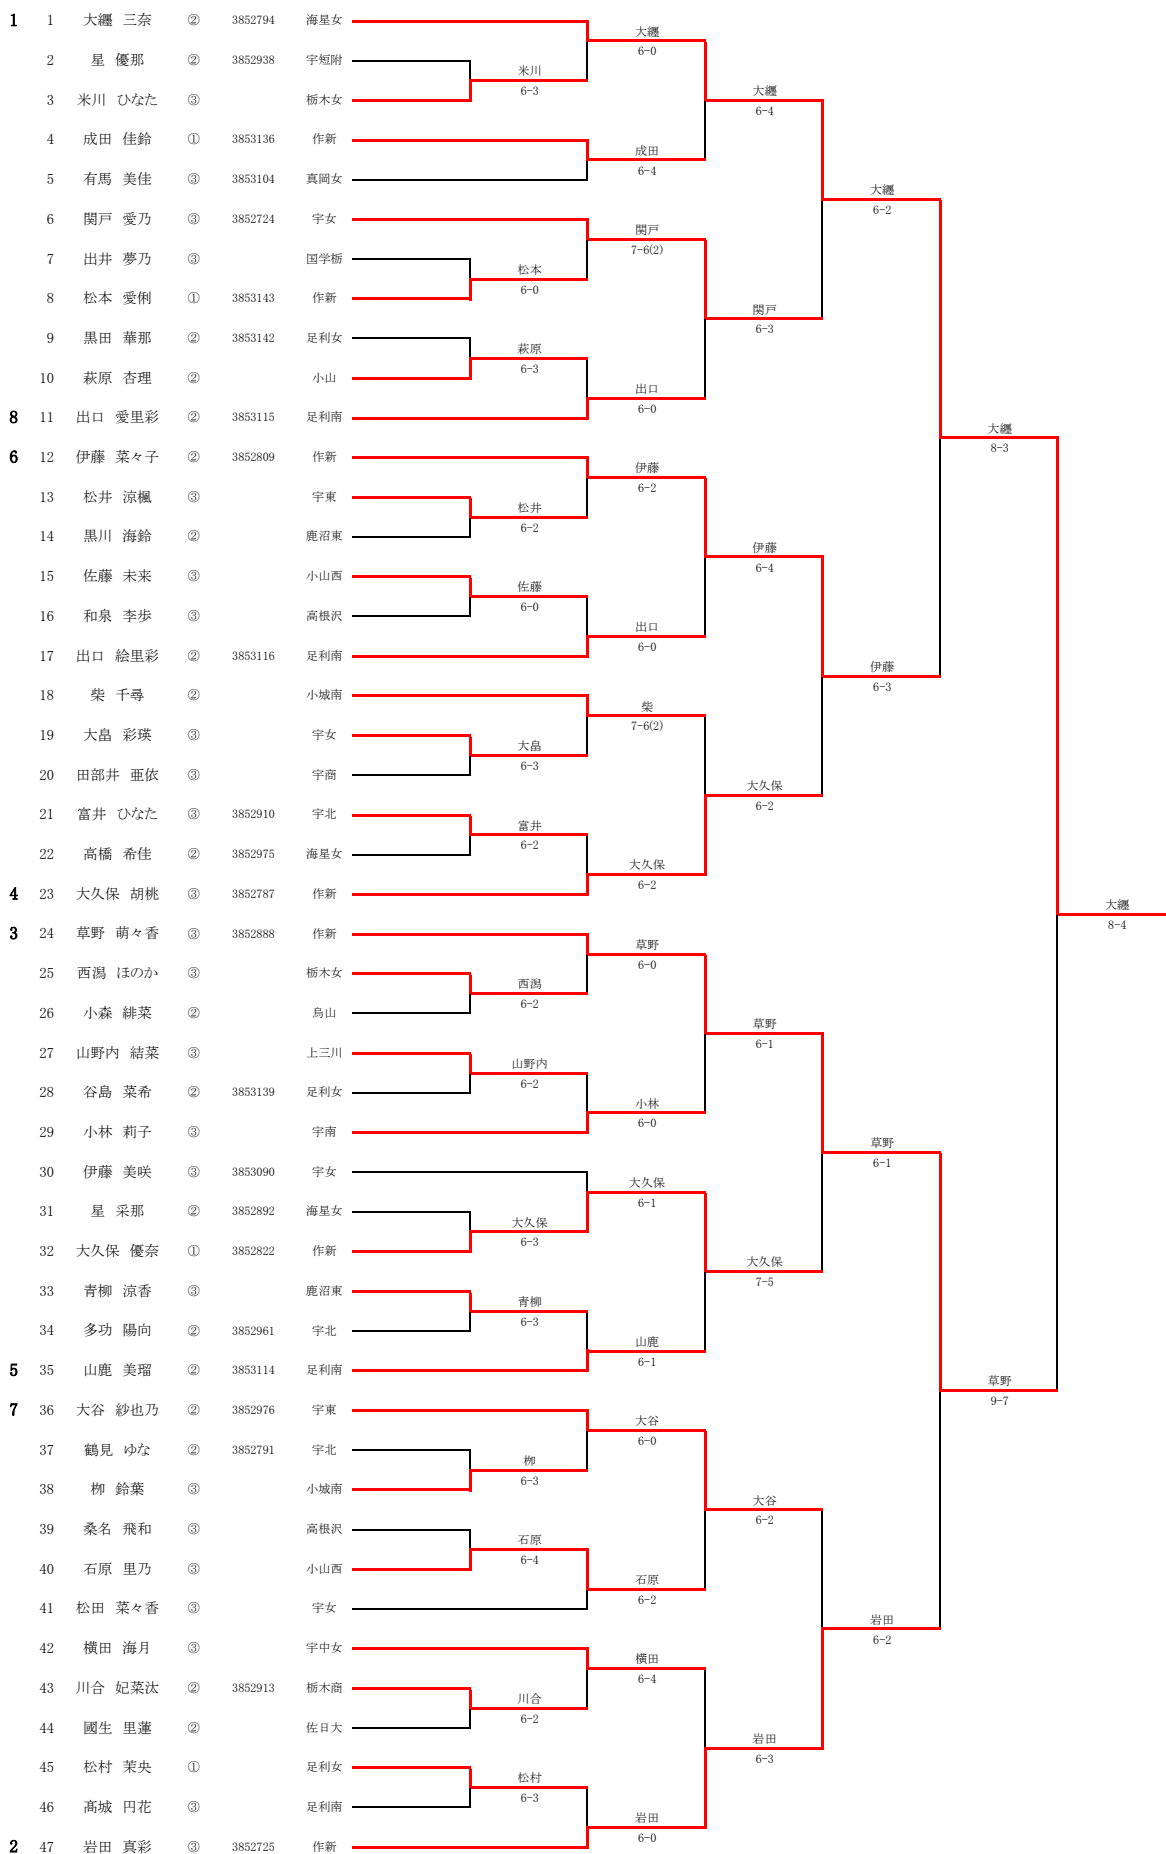 1 1 大纒 三奈 ② 3852794 海星女
大纒
6-0
2 星 優那 ② 3852938 宇短附
米川
6-3
3 米川 ひなた ③ 栃木女
大纒
6-4
4 成田 佳鈴 ① 3853136 作新
成田
6-4
5 有馬 美佳 ③ 3853104 真岡女
大纒
6-2
6 関戸 愛乃 ③ 3852724 宇女
関戸
7-6(2)
7 出井 夢乃 ③ 国学栃
松本
6-0
8 松本 愛俐 ① 3853143 作新
関戸
6-3
9 黒田 華那 ② 3853142 足利女
萩原
6-3
10 萩原 杏理 ② 小山
出口
6-0
8 11 出口 愛里彩 ② 3853115 足利南
大纒
8-3
6 12 伊藤 菜々子 ② 3852809 作新
伊藤
6-2
13 松井 涼楓 ③ 宇東
松井
6-2
14 黒川 海鈴 ② 鹿沼東
伊藤
6-4
15 佐藤 未来 ③ 小山西
佐藤
6-0
16 和泉 李歩 ③ 高根沢
出口
6-0
17 出口 絵里彩 ② 3853116 足利南
伊藤
6-3
18 柴 千尋 ② 小城南
柴
7-6(2)
19 大畠 彩瑛 ③ 宇女
大畠
6-3
20 田部井 亜依 ③ 宇商
大久保
6-2
21 富井 ひなた ③ 3852910 宇北
富井
6-2
22 高橋 希佳 ② 3852975 海星女
大久保
6-2
4 23 大久保 胡桃 ③ 3852787 作新
大纒
8-4
3 24 草野 萌々香 ③ 3852888 作新
草野
6-0
25 西潟 ほのか ③ 栃木女
西潟
6-2
26 小森 緋菜 ② 烏山
草野
6-1
27 山野内 結菜 ③ 上三川
山野内
6-2
28 谷島 菜希 ② 3853139 足利女
小林
6-0
29 小林 莉子 ③ 宇南
草野
6-1
30 伊藤 美咲 ③ 3853090 宇女
大久保
6-1
31 星 采那 ② 3852892 海星女
大久保
6-3
32 大久保 優奈 ① 3852822 作新
大久保
7-5
33 青柳 涼香 ③ 鹿沼東
青柳
6-3
34 多功 陽向 ② 3852961 宇北
山鹿
6-1
5 35 山鹿 美瑠 ② 3853114 足利南
草野
9-7
7 36 大谷 紗也乃 ② 3852976 宇東
大谷
6-0
37 鶴見 ゆな ② 3852791 宇北
栁
6-3
38 栁 鈴葉 ③ 小城南
大谷
6-2
39 桑名 飛和 ③ 高根沢
石原
6-4
40 石原 里乃 ③ 小山西
石原
6-2
41 松田 菜々香 ③ 宇女
岩田
6-2
42 横田 海月 ③ 宇中女
横田
6-4
43 川合 妃菜汰 ② 3852913 栃木商
川合
6-2
44 國生 里蓮 ② 佐日大
岩田
6-3
45 松村 茉央 ① 足利女
松村
6-3
46 髙城 円花 ③ 足利南
岩田
6-0
2 47 岩田 真彩 ③ 3852725 作新